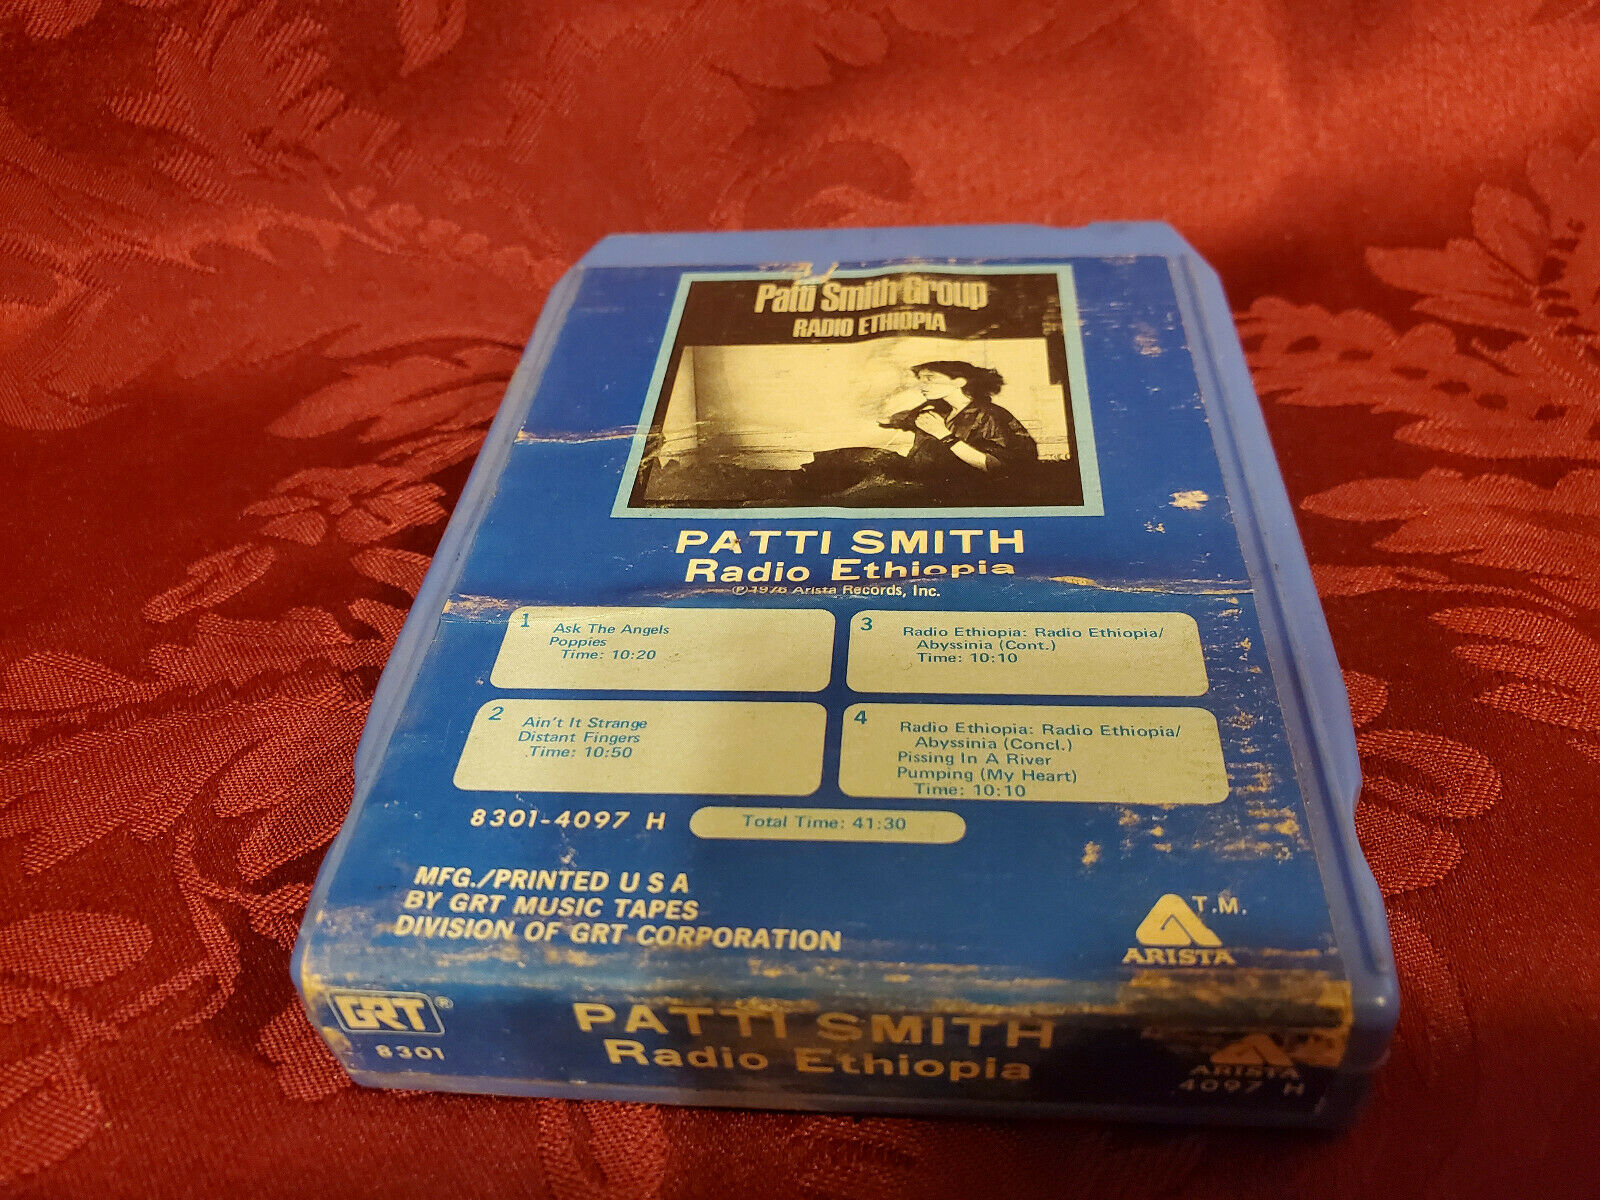 Patti Smith Group
RADIO ETHIOPIA
PATTI SMITH
Radio Ethiopia
℗ 1976 Arista Records, Inc.
1
Ask The Angels
Poppies
Time: 10:20
2
Ain't It Strange
Distant Fingers
Time: 10:50
3
Radio Ethiopia: Radio Ethiopia/
Abyssinia (Cont.)
Time: 10:10
4
Radio Ethiopia: Radio Ethiopia/
Abyssinia (Concl.)
Pissing In A River
Pumping (My Heart)
Time: 10:10
8301-4097 H
Total Time: 41:30
MFG./PRINTED U S A
BY GRT MUSIC TAPES
DIVISION OF GRT CORPORATION
T.M.
ARISTA
GRT®
8301
PATTI SMITH
Radio Ethiopia
ARISTA
4097 H